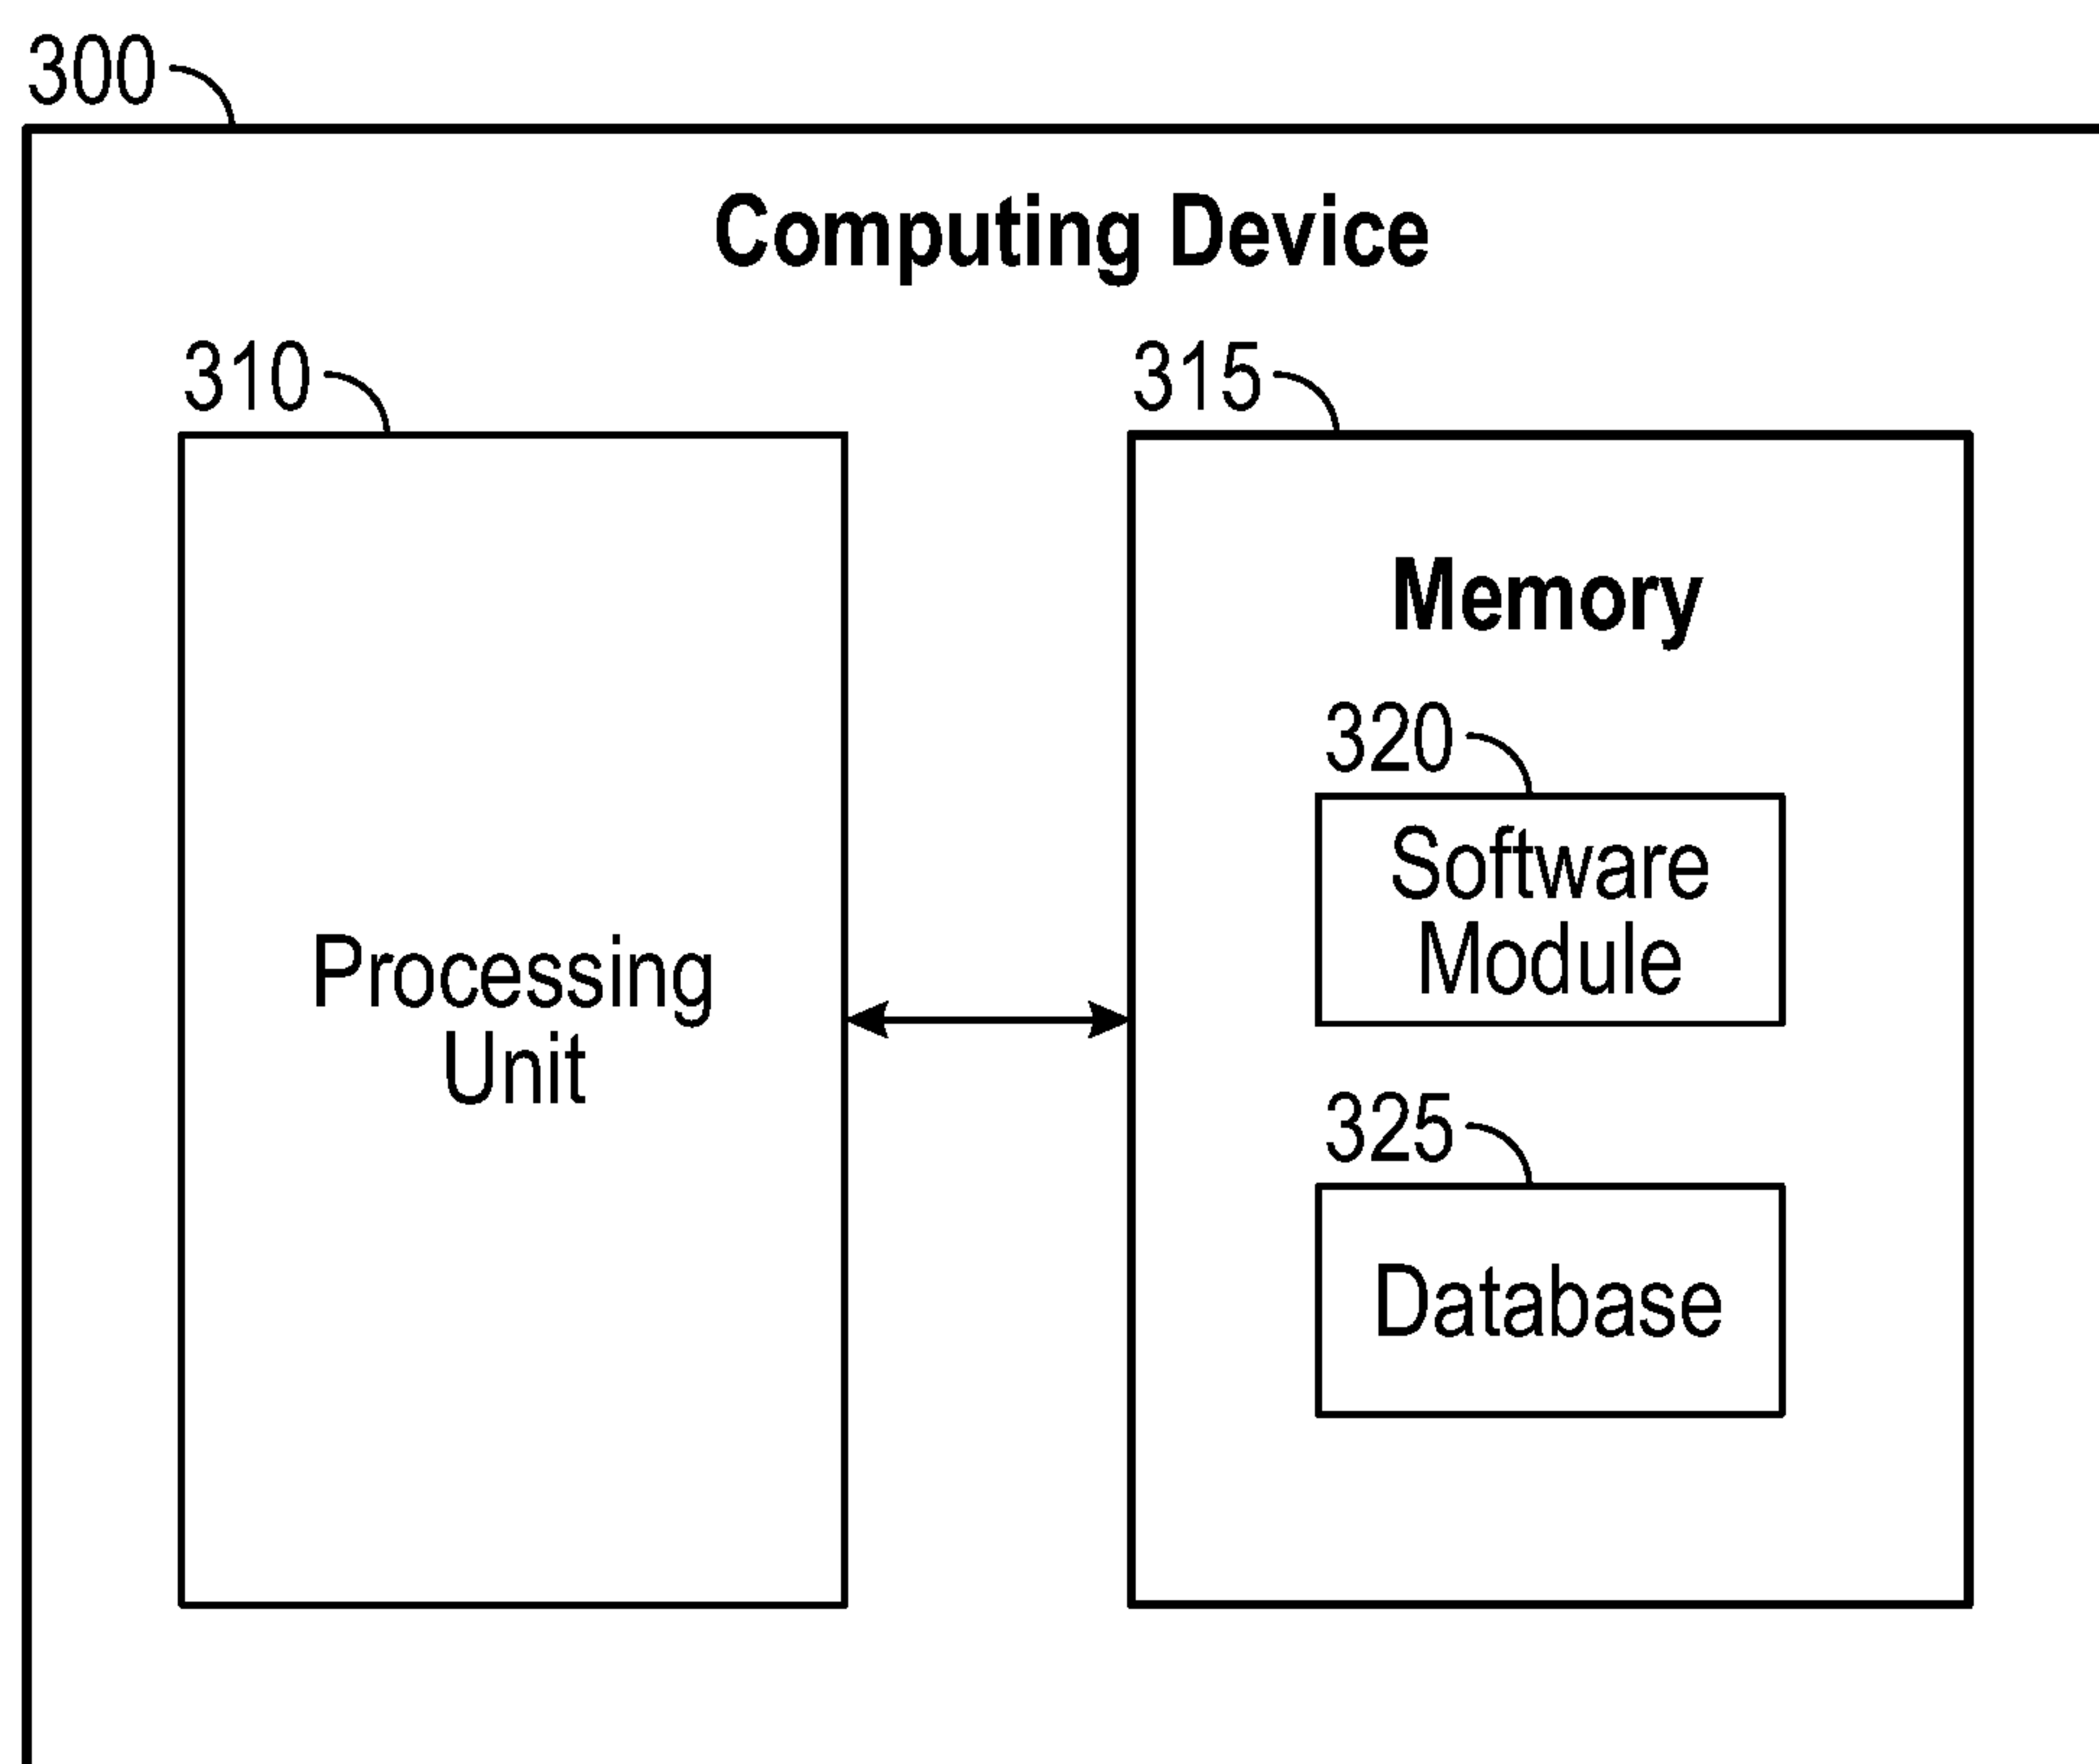 300
Computing Device
310
315
Memory
320
Software
Module
Processing
Unit
325
Database